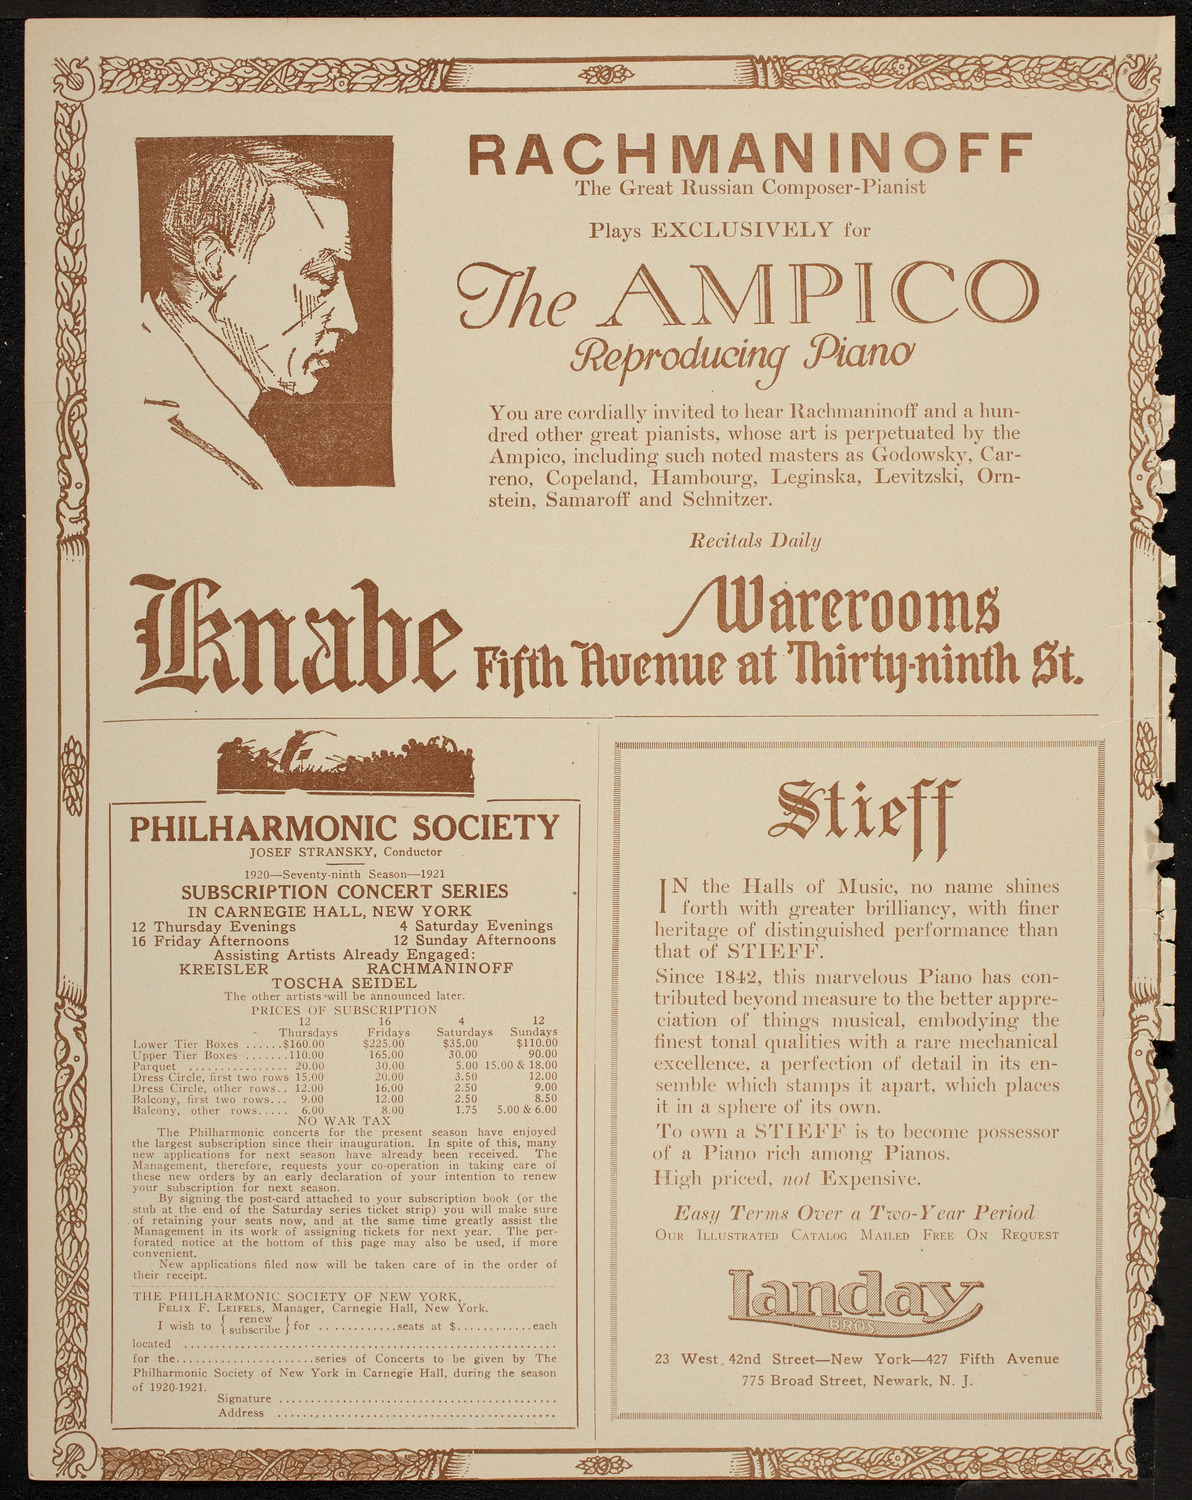 RACHMANINOFF
The Great Russian Composer-Pianist
Plays EXCLUSIVELY for
The AMPICO
Reproducing Piano
You are cordially invited to hear Rachmaninoff and a hun-
dred other great pianists, whose art is perpetuated by the
Ampico, including such noted masters as Godowsky, Car-
reno, Copeland, Hambourg, Leginska, Levitzski, Orn-
stein, Samaroff and Schnitzer.
Recitals Daily
Knabe Warerooms
Fifth Avenue at Thirty-ninth St.
PHILHARMONIC SOCIETY
JOSEF STRANSKY, Conductor
1920—Seventy-ninth Season—1921
SUBSCRIPTION CONCERT SERIES
IN CARNEGIE HALL, NEW YORK
12 Thursday Evenings 4 Saturday Evenings
16 Friday Afternoons 12 Sunday Afternoons
Assisting Artists Already Engaged:
KREISLER RACHMANINOFF
TOSCHA SEIDEL
The other artists will be announced later.
PRICES OF SUBSCRIPTION
12 16 4 12
Thursdays Fridays Saturdays Sundays
Lower Tier Boxes ......$160.00 $225.00 $35.00 $110.00
Upper Tier Boxes .......110.00 165.00 30.00 90.00
Parquet ................ 20.00 30.00 5.00 15.00 & 18.00
Dress Circle, first two rows 15.00 20.00 3.50 12.00
Dress Circle, other rows.. 12.00 16.00 2.50 9.00
Balcony, first two rows... 9.00 12.00 2.50 8.50
Balcony, other rows..... 6.00 8.00 1.75 5.00 & 6.00
NO WAR TAX
The Philharmonic concerts for the present season have enjoyed
the largest subscription since their inauguration. In spite of this, many
new applications for next season have already been received. The
Management, therefore, requests your co-operation in taking care of
these new orders by an early declaration of your intention to renew
your subscription for next season.
By signing the post-card attached to your subscription book (or the
stub at the end of the Saturday series ticket strip) you will make sure
of retaining your seats now, and at the same time greatly assist the
Management in its work of assigning tickets for next year. The per-
forated notice at the bottom of this page may also be used, if more
convenient.
New applications filed now will be taken care of in the order of
their receipt.
THE PHILHARMONIC SOCIETY OF NEW YORK,
FELIX F. LEIFELS, Manager, Carnegie Hall, New York.
I wish to { renew subscribe } for ..............seats at $............each
located ......................................................
for the.....................series of Concerts to be given by The
Philharmonic Society of New York in Carnegie Hall, during the season
of 1920-1921.
Signature ........................................
Address ........................................
Stieff
IN the Halls of Music, no name shines
forth with greater brilliancy, with finer
heritage of distinguished performance than
that of STIEFF.
Since 1842, this marvelous Piano has con-
tributed beyond measure to the better appre-
ciation of things musical, embodying the
finest tonal qualities with a rare mechanical
excellence, a perfection of detail in its en-
semble which stamps it apart, which places
it in a sphere of its own.
To own a STIEFF is to become possessor
of a Piano rich among Pianos.
High priced, not Expensive.
Easy Terms Over a Two-Year Period
OUR ILLUSTRATED CATALOG MAILED FREE ON REQUEST
Landay
BROS
23 West 42nd Street—New York—427 Fifth Avenue
775 Broad Street, Newark, N. J.